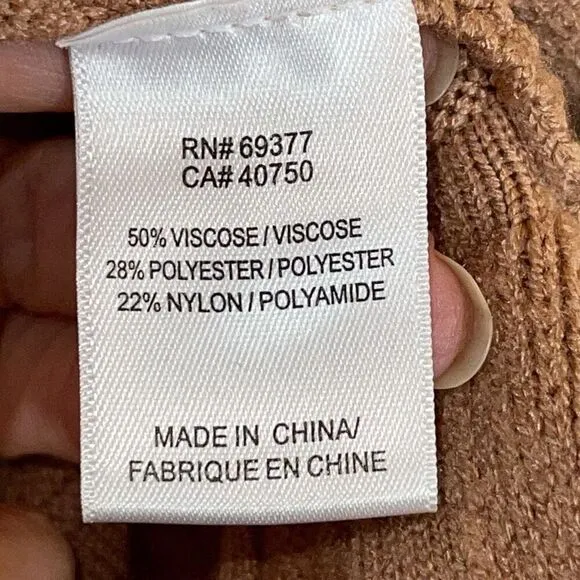 RN# 69377
CA# 40750
50% VISCOSE / VISCOSE
28% POLYESTER / POLYESTER
22% NYLON / POLYAMIDE
MADE IN CHINA/
FABRIQUE EN CHINE